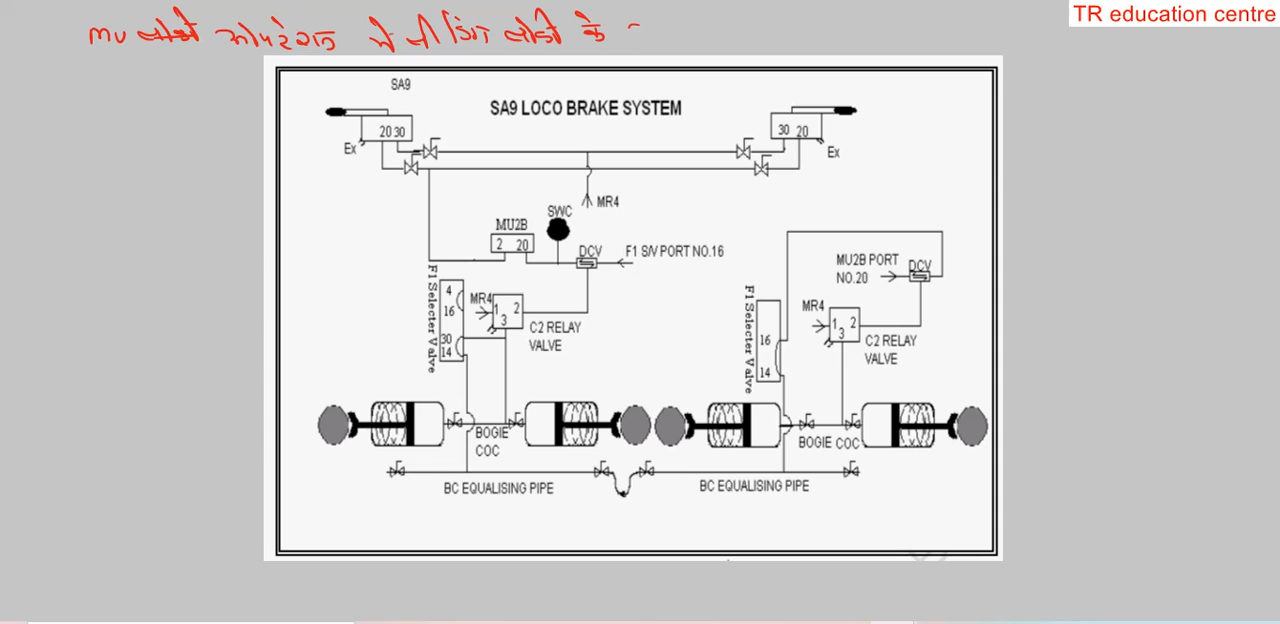 TR education centre
mu
SA9
SA9 LOCO BRAKE SYSTEM
20 30
30 20
Ex
Ex
MR4
SWC
MU2B
2 20
DCV
F1 S/V PORT NO.16
MU2B PORT
NO.20
DCV
F1 Selecter Valve
4
16
30
14
MR4
1 2
3
C2 RELAY
VALVE
F1 Selecter Valve
16
14
MR4
1 2
3
C2 RELAY
VALVE
BOGIE
COC
BOGIE COC
BC EQUALISING PIPE
BC EQUALISING PIPE